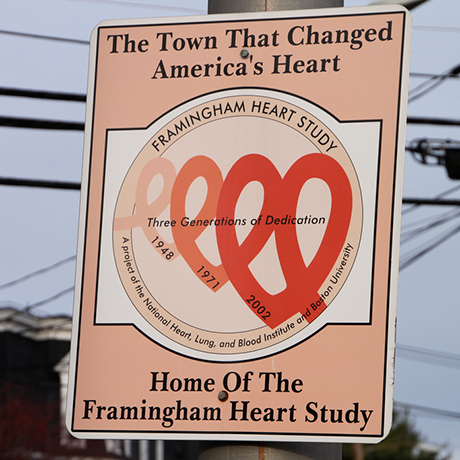 The Town That Changed
America's Heart
FRAMINGHAM HEART STUDY
Three Generations of Dedication
1948
1971
2002
A project of the National Heart, Lung, and Blood Institute and Boston University
Home Of The
Framingham Heart Study